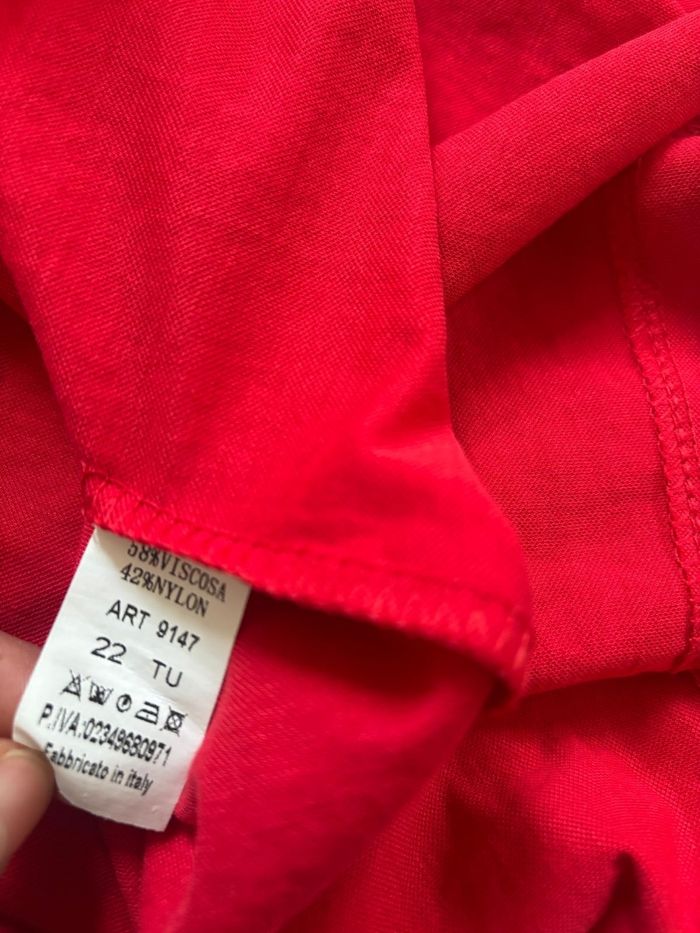 58%VISCOSA
42%NYLON
ART 9147
22 TU
P.IVA:02349680971
Fabbricato in italy